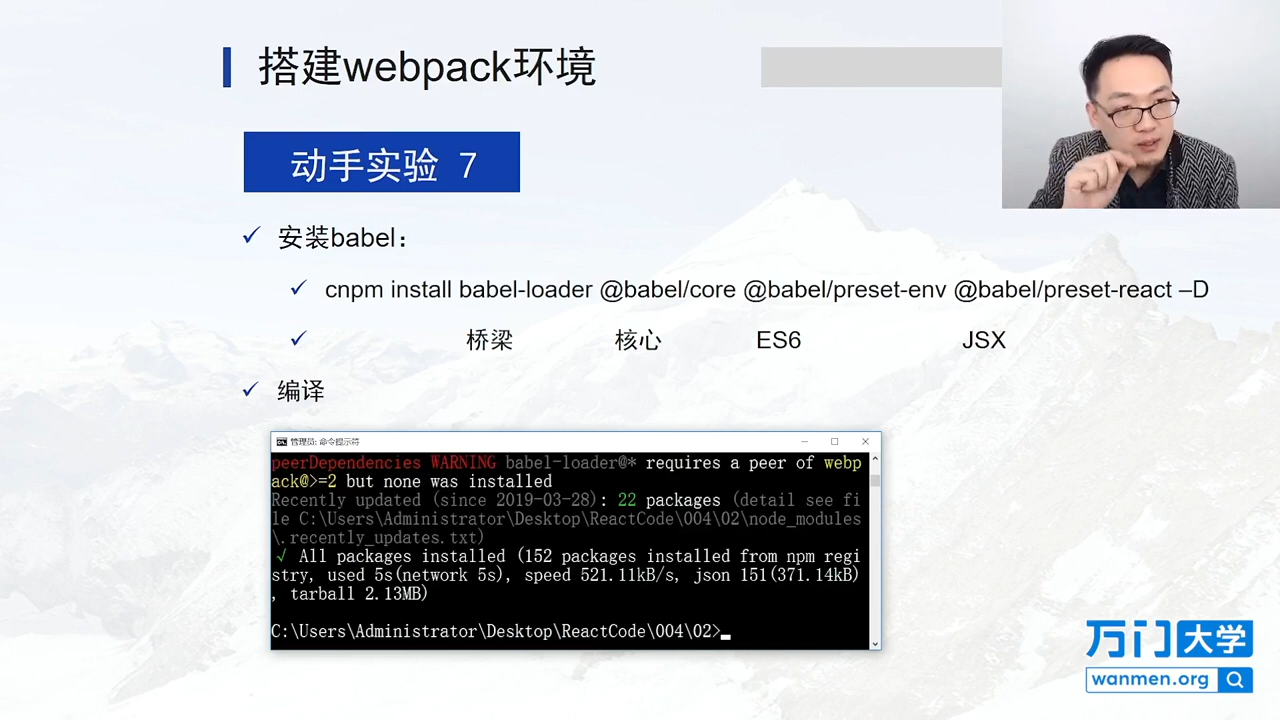 搭建webpack环境
动手实验 7
安装babel：
cnpm install babel-loader @babel/core @babel/preset-env @babel/preset-react –D
桥梁 核心 ES6 JSX
编译
管理员: 命令提示符
peerDependencies WARNING babel-loader@* requires a peer of webp
ack@>=2 but none was installed
Recently updated (since 2019-03-28): 22 packages (detail see fi
le C:\Users\Administrator\Desktop\ReactCode\004\02\node_modules
\.recently_updates.txt)
√ All packages installed (152 packages installed from npm regi
stry, used 5s(network 5s), speed 521.11kB/s, json 151(371.14kB)
, tarball 2.13MB)
C:\Users\Administrator\Desktop\ReactCode\004\02>
万门大学
wanmen.org